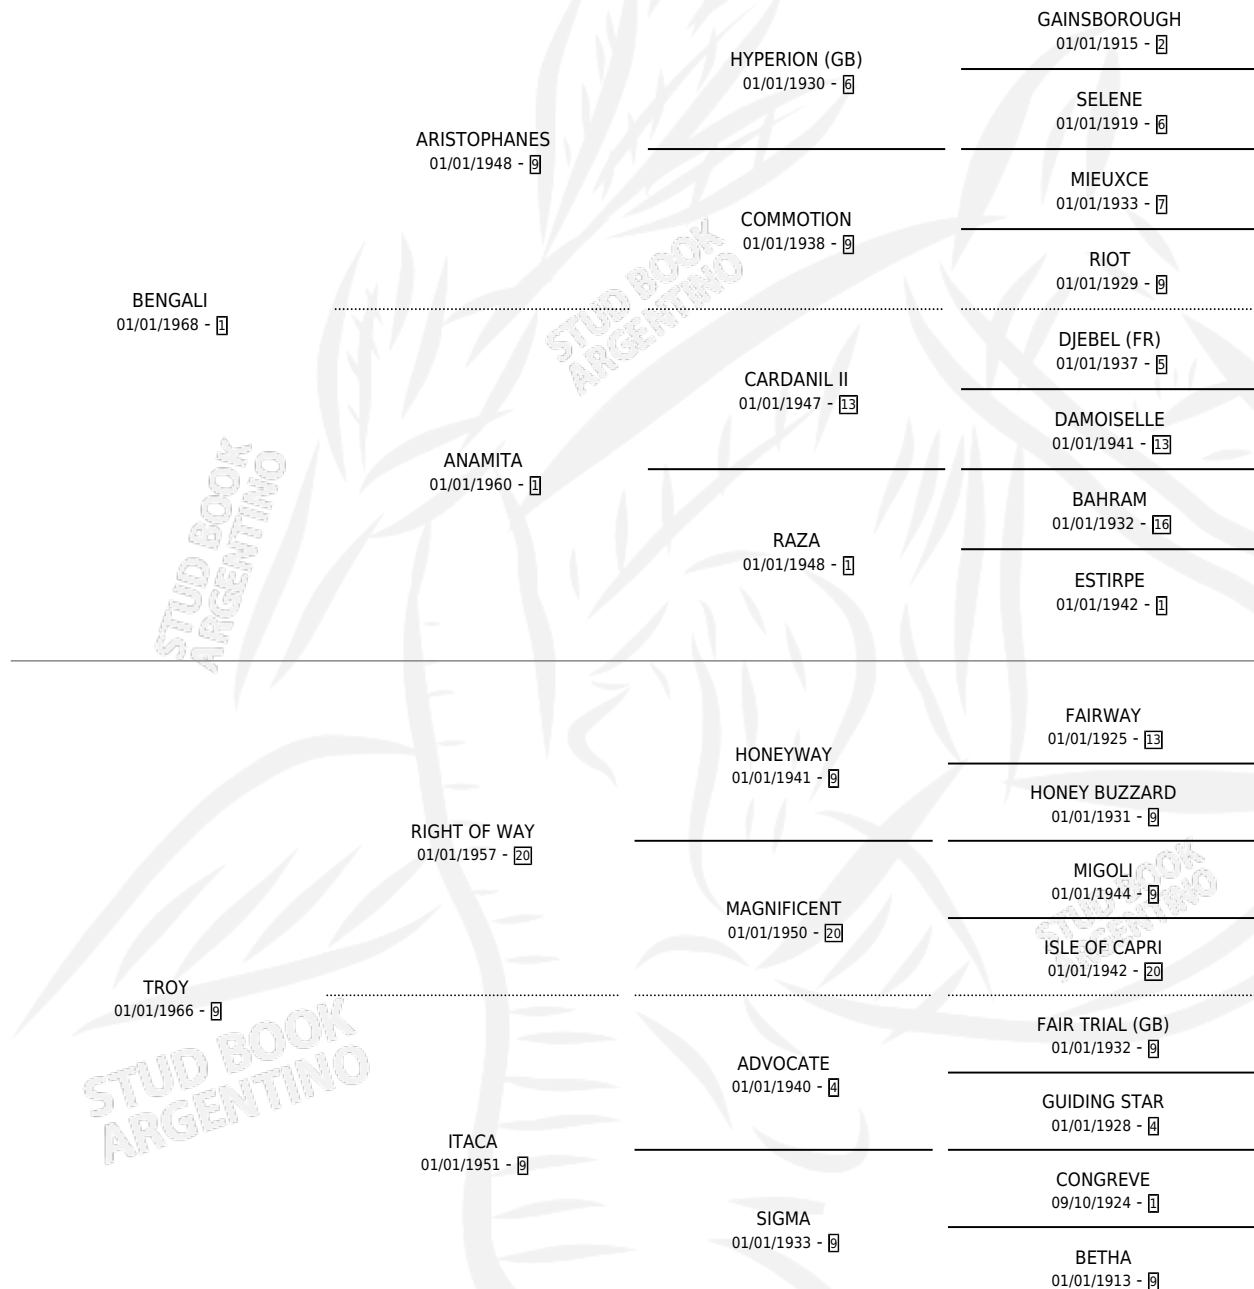 GAINSBOROUGH
01/01/1915 - 2
HYPERION (GB)
01/01/1930 - 6
SELENE
01/01/1919 - 6
ARISTOPHANES
01/01/1948 - 9
MIEUXCE
01/01/1933 - 7
COMMOTION
01/01/1938 - 9
RIOT
01/01/1929 - 9
BENGALI
01/01/1968 - 1
DJEBEL (FR)
01/01/1937 - 5
CARDANIL II
01/01/1947 - 13
DAMOISELLE
01/01/1941 - 13
ANAMITA
01/01/1960 - 1
BAHRAM
01/01/1932 - 16
RAZA
01/01/1948 - 1
ESTIRPE
01/01/1942 - 1
FAIRWAY
01/01/1925 - 13
HONEYWAY
01/01/1941 - 9
HONEY BUZZARD
01/01/1931 - 9
RIGHT OF WAY
01/01/1957 - 20
MIGOLI
01/01/1944 - 9
MAGNIFICENT
01/01/1950 - 20
ISLE OF CAPRI
01/01/1942 - 20
TROY
01/01/1966 - 9
FAIR TRIAL (GB)
01/01/1932 - 9
ADVOCATE
01/01/1940 - 4
GUIDING STAR
01/01/1928 - 4
ITACA
01/01/1951 - 9
CONGREVE
09/10/1924 - 1
SIGMA
01/01/1933 - 9
BETHA
01/01/1913 - 9
STUD BOOK
ARGENTINO
STUD BOOK
ARGENTINO
STUD BOOK
ARGENTINO
STUD BOOK
ARGENTINO